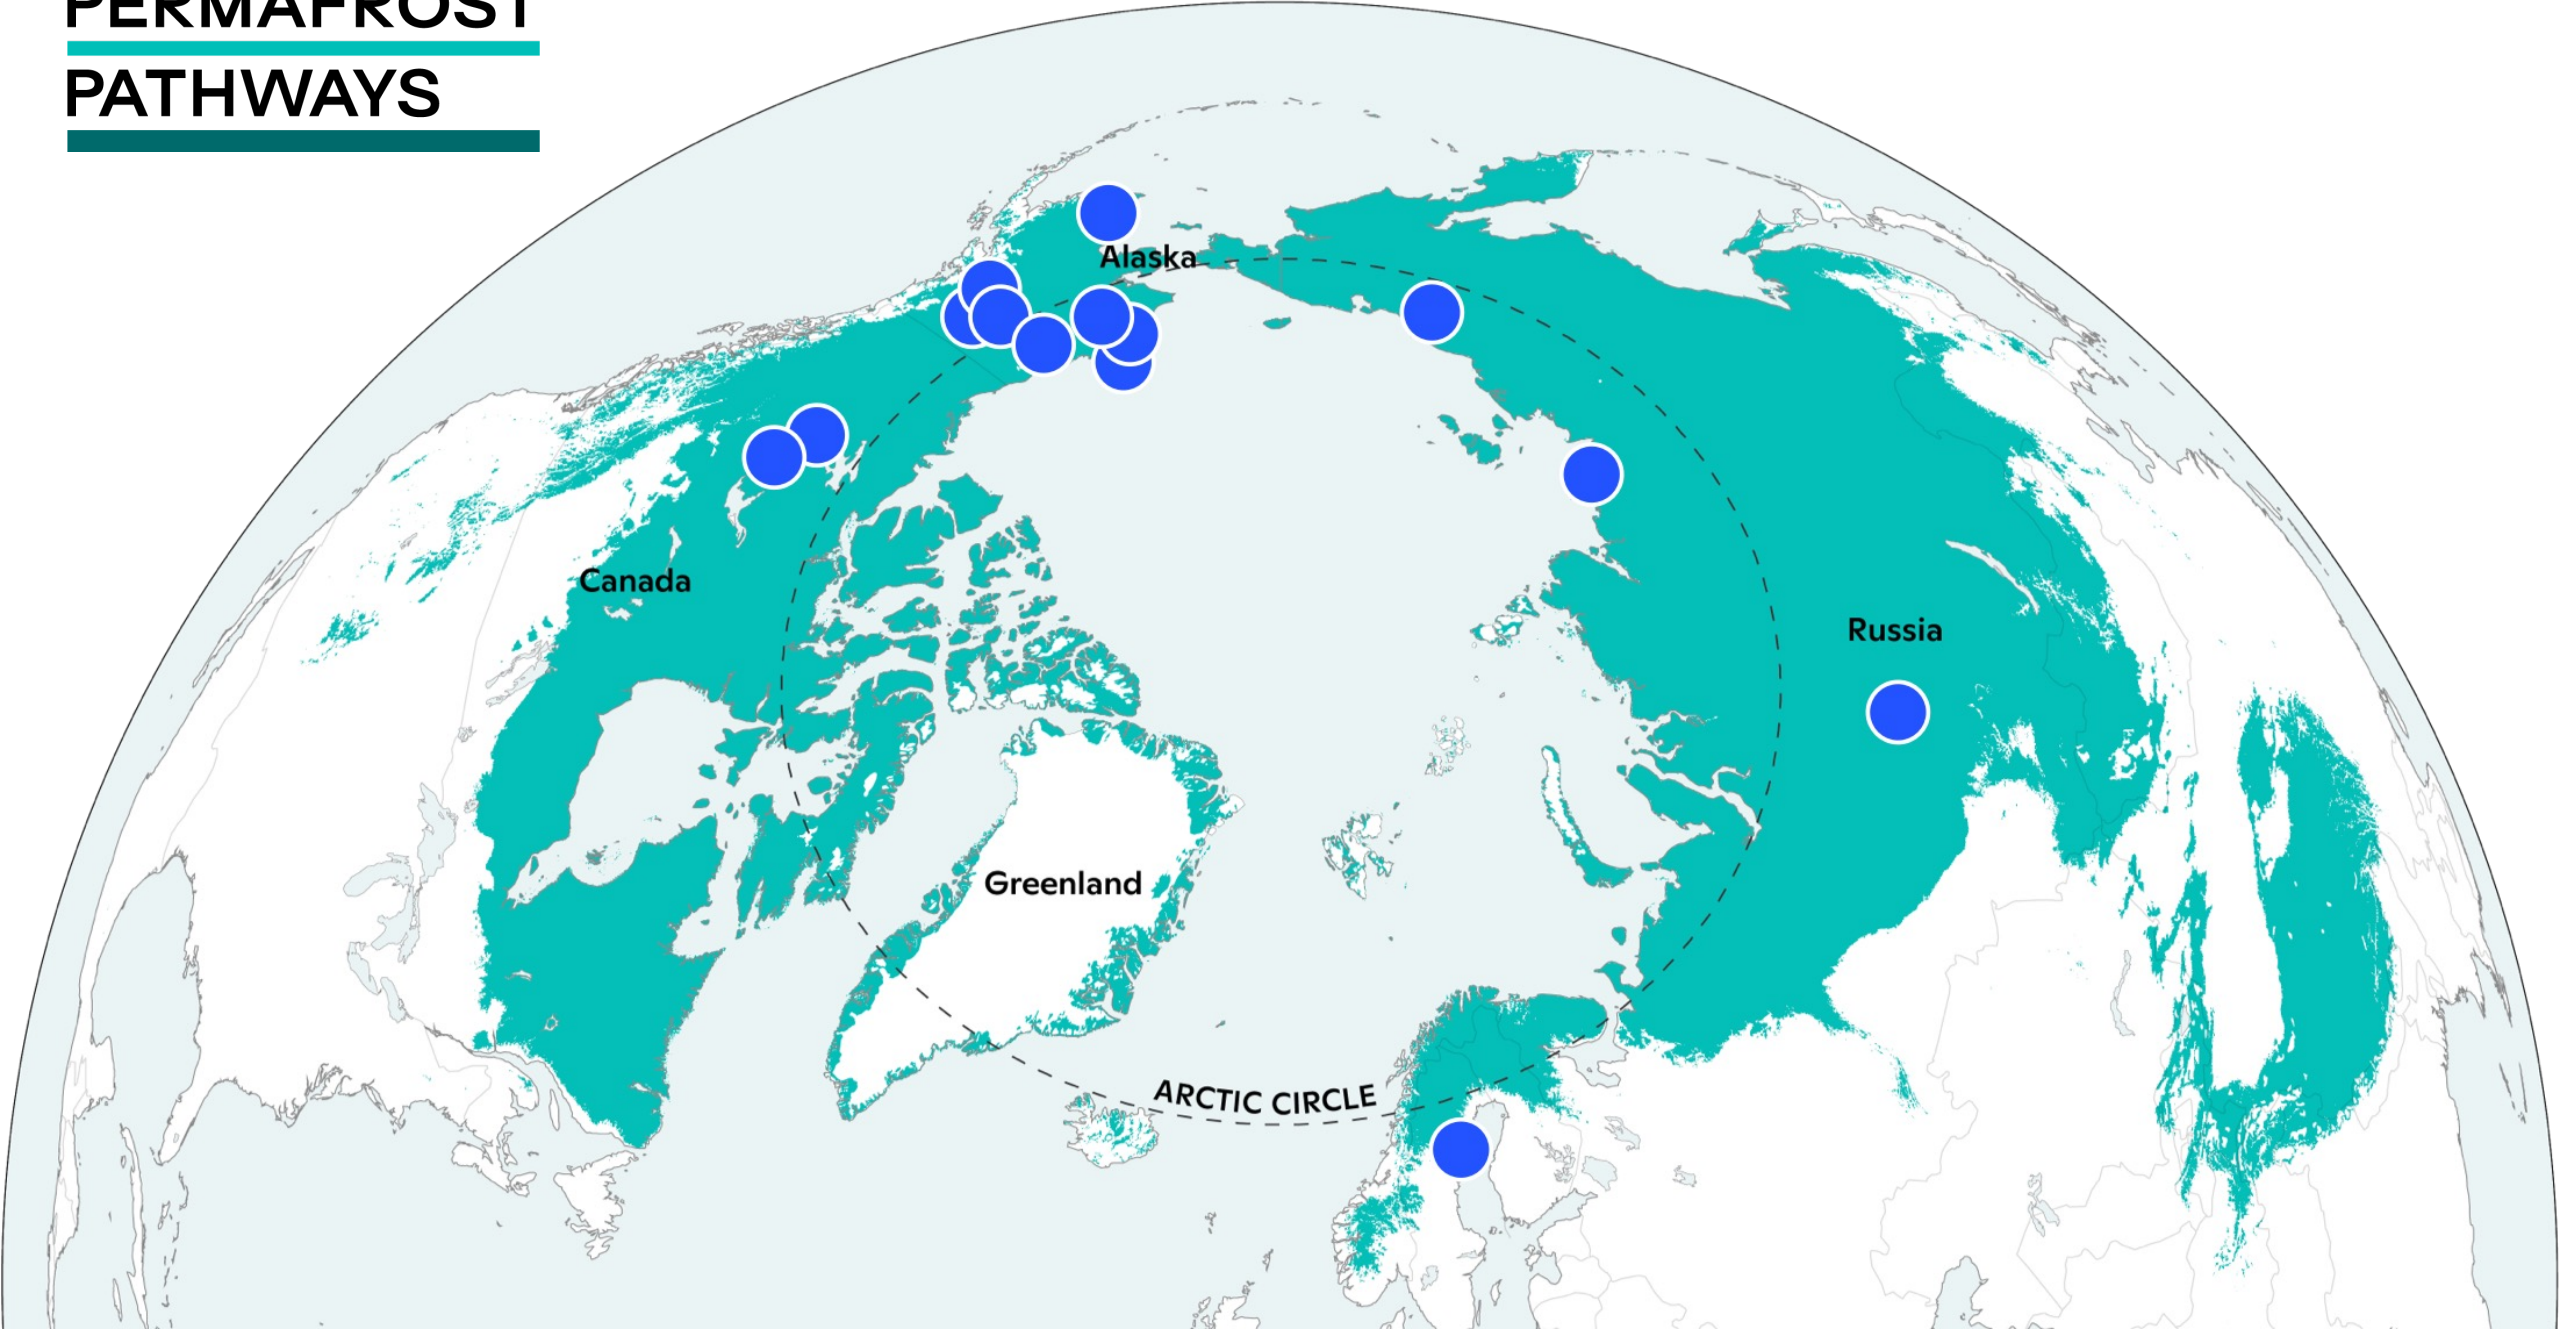 PERMAFROST
PATHWAYS
Alaska
Canada
Russia
Greenland
ARCTIC CIRCLE